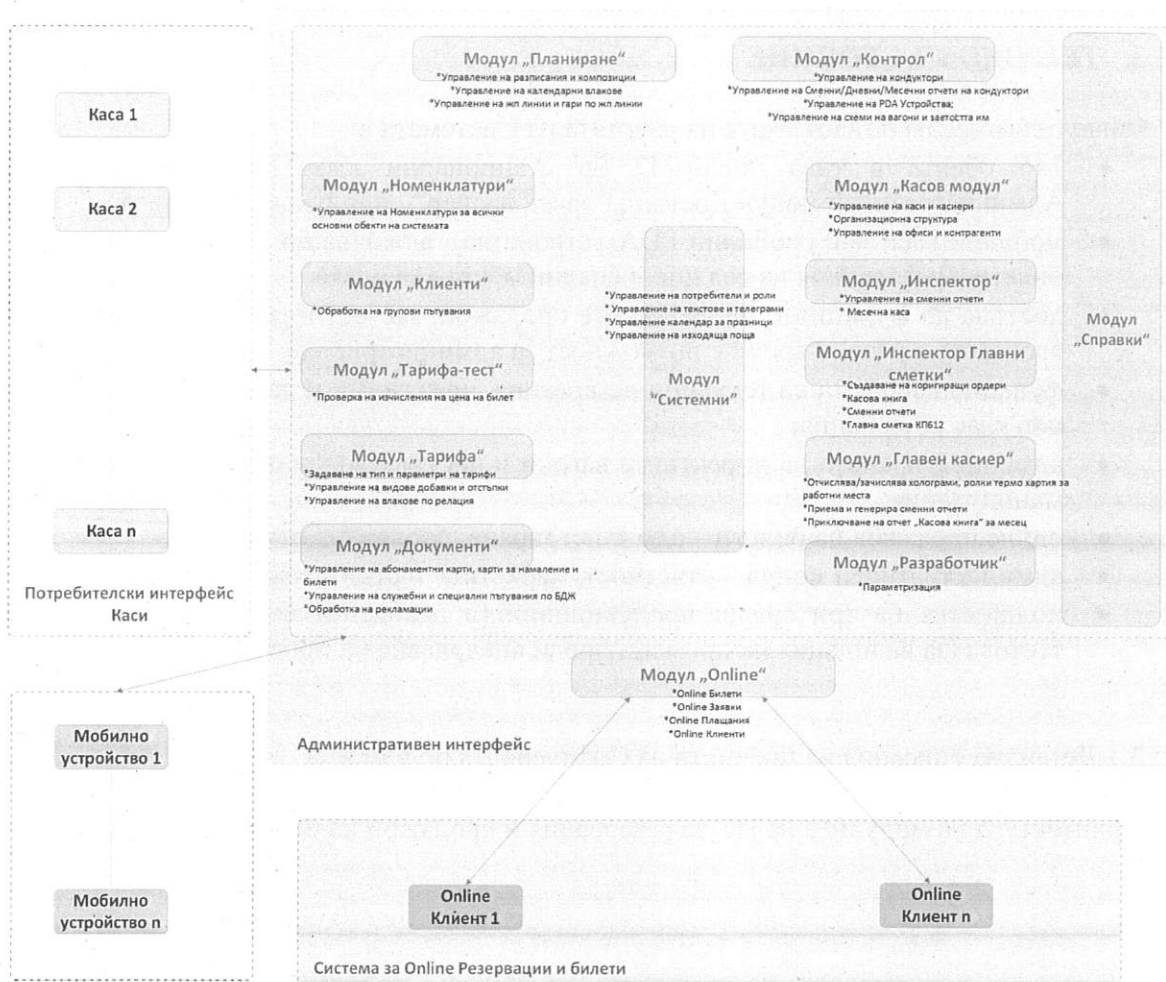 Каса 1
Каса 2
Каса n
Потребителски интерфейс
Каси
Мобилно
устройство 1
Мобилно
устройство n
Модул „Планиране“
*Управление на разписания и композиции
*Управление на календарни влакове
*Управление на жп линии и гари по жп линии
Модул „Контрол“
*Управление на кондуктори
*Управление на Сменни/Дневни/Месечни отчети на кондуктори
*Управление на PDA Устройства;
*Управление на схеми на вагони и заетостта им
Модул „Номенклатури“
*Управление на Номенклатури за всички
основни обекти на системата
Модул „Клиенти“
*Обработка на групови пътувания
Модул „Тарифа-тест“
*Проверка на изчисления на цена на билет
Модул „Тарифа“
*Задаване на тип и параметри на тарифи
*Управление на видове добавки и отстъпки
*Управление на влакове по релация
Модул „Документи“
*Управление на абонаментни карти, карти за намаление и
билети
*Управление на служебни и специални пътувания по БДЖ
*Обработка на рекламации
*Управление на потребители и роли
* Управление на текстове и телеграми
*Управление календар за празници
*Управление на изходяща поща
Модул
"Системни”
Модул „Касов модул“
*Управление на каси и касиери
*Организационна структура
*Управление на офиси и контрагенти
Модул „Инспектор“
*Управление на сменни отчети
* Месечна каса
Модул „Инспектор Главни
сметки“
*Създаване на коригиращи ордери
*Касова книга
*Сменни отчети
*Главна сметка КП612
Модул „Главен касиер“
*Отчислява/зачислява холограми, ролки термо хартия за
работни места
*Приема и генерира сменни отчети
*Приключване на отчет „Касова книга“ за месец
Модул „Разработчик“
*Параметризация
Модул
„Справки“
Модул „Online“
*Online Билети
*Online Заявки
*Online Плащания
*Online Клиенти
Административен интерфейс
Online
Клиент 1
Online
Клиент n
Система за Online Резервации и билети